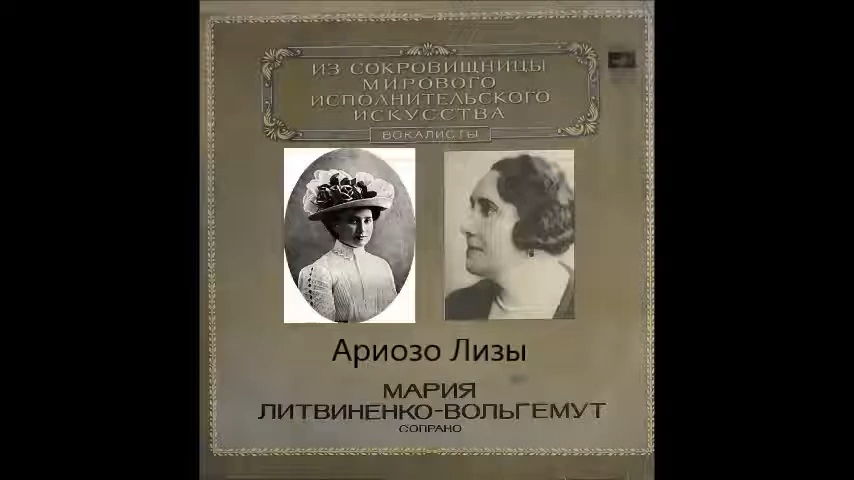 ИЗ СОКРОВИЩНИЦЫ
МИРОВОГО
ИСПОЛНИТЕЛЬСКОГО
ИСКУССТВА
ВОКАЛИСТЫ
Ариозо Лизы
МАРИЯ
ЛИТВИНЕНКО-ВОЛЬГЕМУТ
СОПРАНО